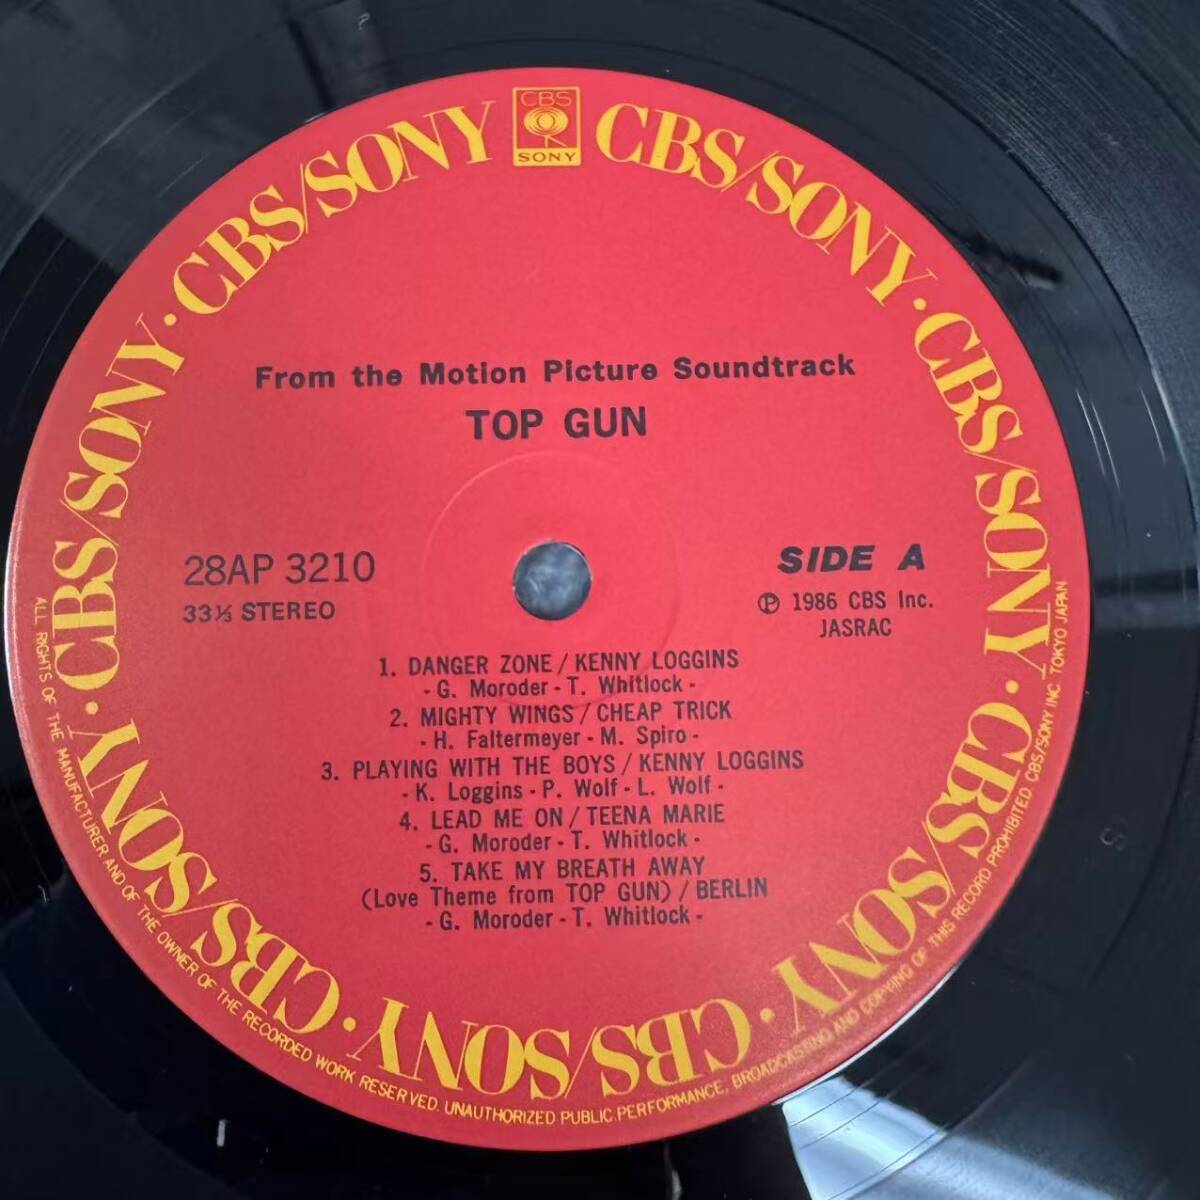 CBS
SONY
CBS/SONY · CBS/SONY · CBS/SONY · CBS/SONY · CBS/SONY · CBS/SONY · CBS/SONY · CBS/SONY
From the Motion Picture Soundtrack
TOP GUN
28AP 3210
33⅓ STEREO
SIDE A
Ⓟ 1986 CBS Inc.
JASRAC
1. DANGER ZONE / KENNY LOGGINS
- G. Moroder - T. Whitlock -
2. MIGHTY WINGS / CHEAP TRICK
- H. Faltermeyer - M. Spiro -
3. PLAYING WITH THE BOYS / KENNY LOGGINS
- K. Loggins - P. Wolf - L. Wolf -
4. LEAD ME ON / TEENA MARIE
- G. Moroder - T. Whitlock -
5. TAKE MY BREATH AWAY
(Love Theme from TOP GUN) / BERLIN
- G. Moroder - T. Whitlock -
ALL RIGHTS OF THE MANUFACTURER AND OF THE OWNER OF THE RECORDED WORK RESERVED. UNAUTHORIZED PUBLIC PERFORMANCE, BROADCASTING AND COPYING OF THIS RECORD PROHIBITED CBS/SONY INC TOKYO JAPAN